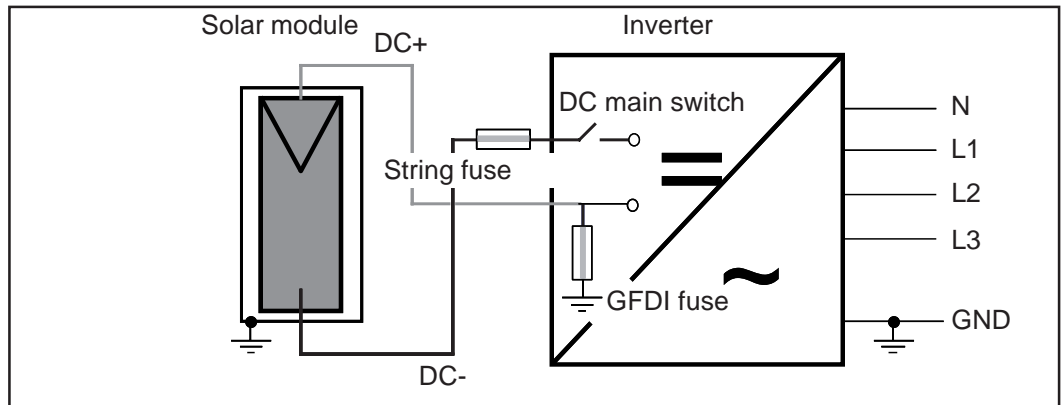 Solar module
Inverter
DC+
DC main switch
String fuse
GFDI fuse
DC-
N
L1
L2
L3
GND